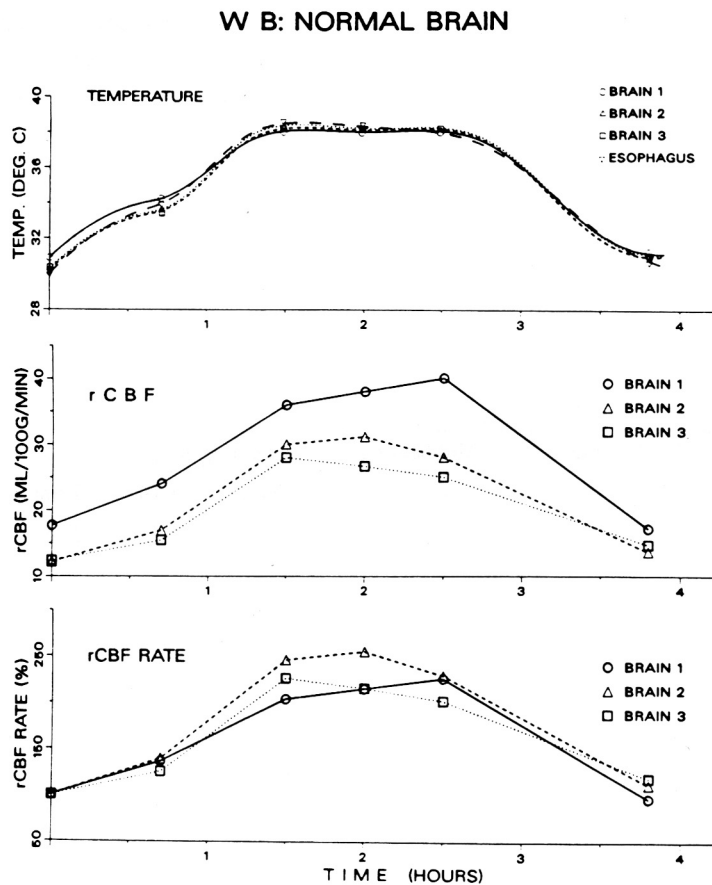 W B: NORMAL BRAIN
TEMPERATURE
BRAIN 1
BRAIN 2
BRAIN 3
ESOPHAGUS
TEMP. (DEG. C)
40
36
32
28
1
2
3
4
r C B F
BRAIN 1
BRAIN 2
BRAIN 3
rCBF (ML/100G/MIN)
40
30
20
10
0
1
2
3
4
rCBF RATE
BRAIN 1
BRAIN 2
BRAIN 3
rCBF RATE (%)
250
150
50
0
1
2
3
4
TIME (HOURS)